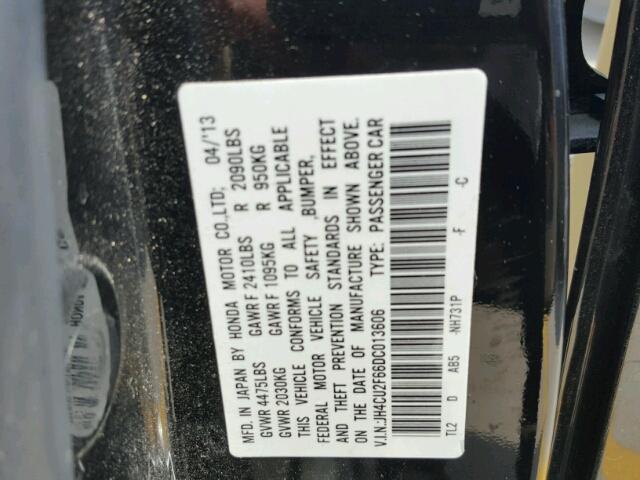 MFD. IN JAPAN BY HONDA MOTOR CO.,LTD; 04/'13
GVWR 4475LBS GAWR F 2410LBS R 2090LBS
GVWR 2030KG GAWR F 1095KG R 950KG
THIS VEHICLE CONFORMS TO ALL APPLICABLE
FEDERAL MOTOR VEHICLE SAFETY ,BUMPER,
AND THEFT PREVENTION STANDARDS IN EFFECT
ON THE DATE OF MANUFACTURE SHOWN ABOVE.
V.I.N:JH4CU2F66DC013606 TYPE: PASSENGER CAR
TL2 D AB5 -NH731P -F -C